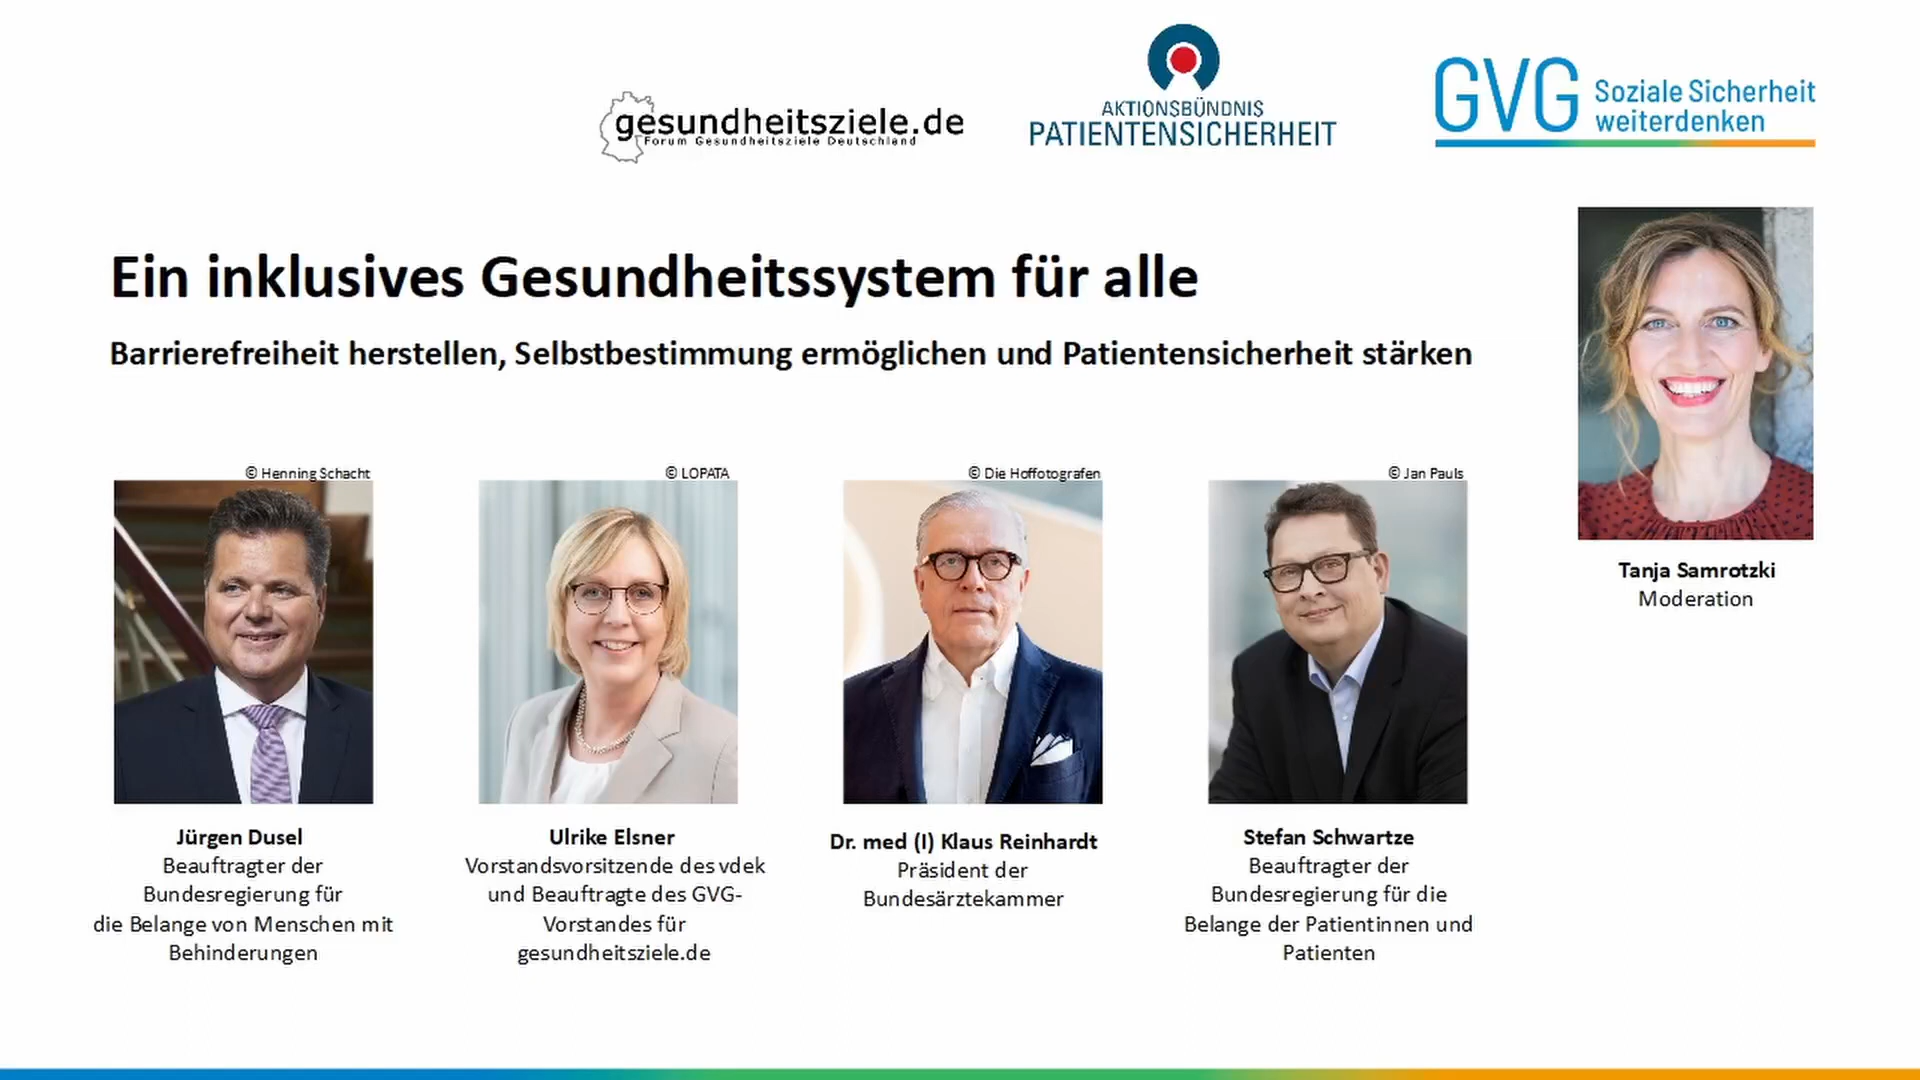 gesundheitsziele.de
Forum Gesundheitsziele Deutschland
AKTIONSBÜNDNIS
PATIENTENSICHERHEIT
GVG
Soziale Sicherheit
weiterdenken
Ein inklusives Gesundheitssystem für alle
Barrierefreiheit herstellen, Selbstbestimmung ermöglichen und Patientensicherheit stärken
Tanja Samrotzki
Moderation
© Henning Schacht
Jürgen Dusel
Beauftragter der
Bundesregierung für
die Belange von Menschen mit
Behinderungen
© LOPATA
Ulrike Elsner
Vorstandsvorsitzende des vdek
und Beauftragte des GVG-
Vorstandes für
gesundheitsziele.de
© Die Hoffotografen
Dr. med (I) Klaus Reinhardt
Präsident der
Bundesärztekammer
© Jan Pauls
Stefan Schwartze
Beauftragter der
Bundesregierung für die
Belange der Patientinnen und
Patienten